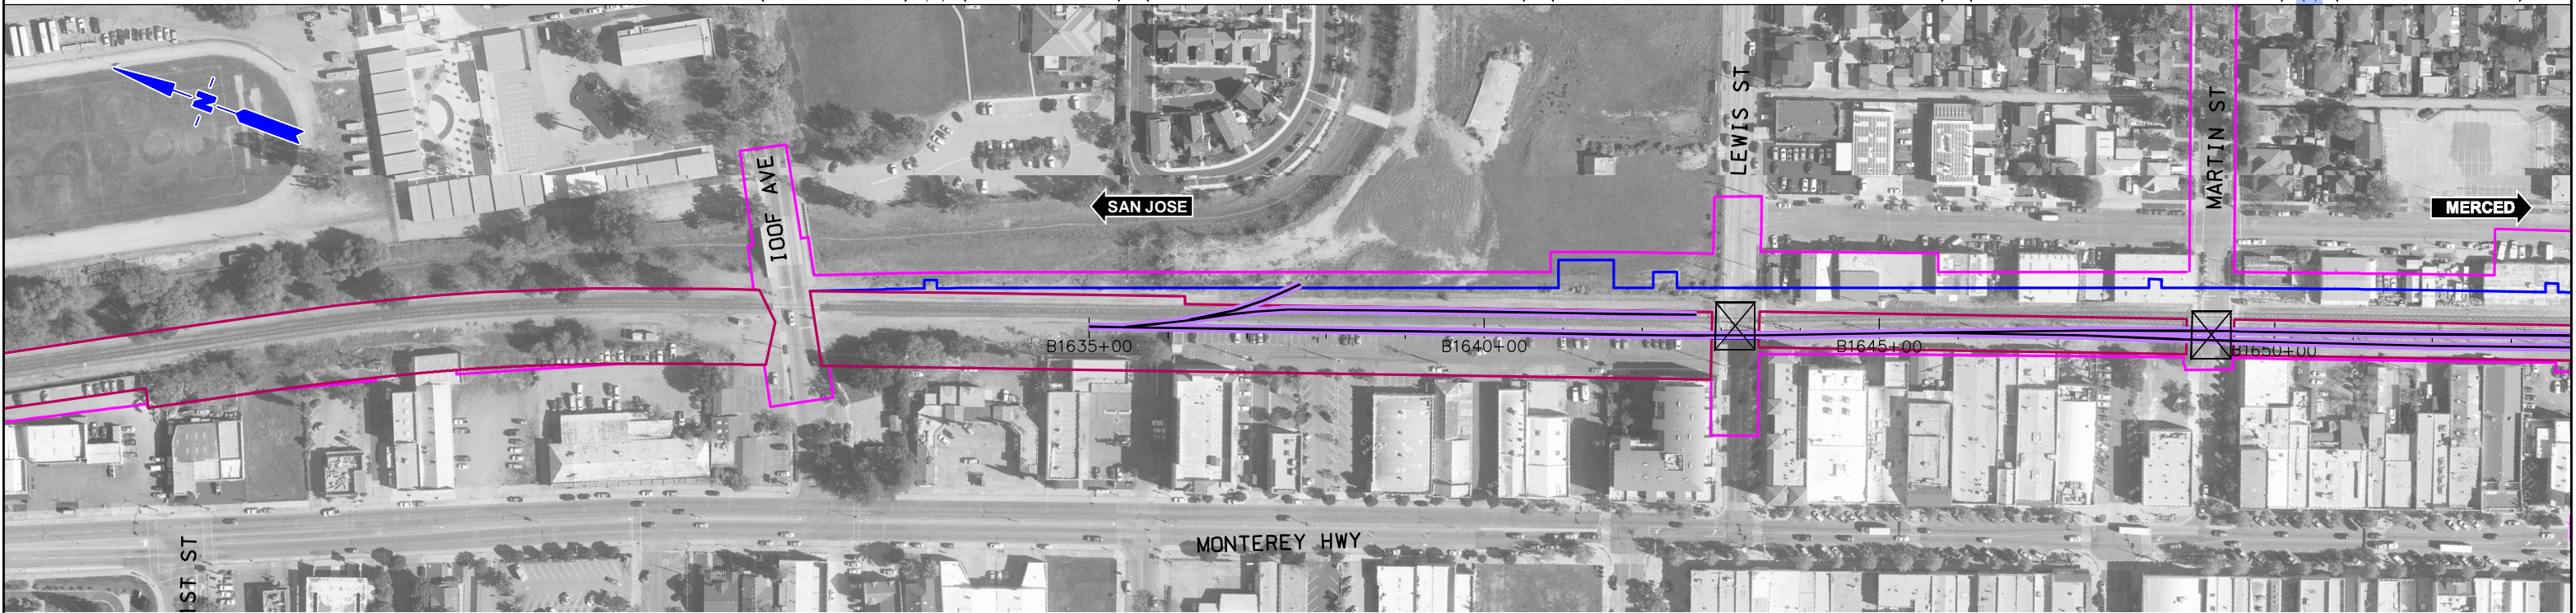 N
IOOF AVE
SAN JOSE
LEWIS ST
MARTIN ST
MERCED
B1635+00
B1640+00
B1645+00
B1650+00
MONTEREY HWY
1ST ST